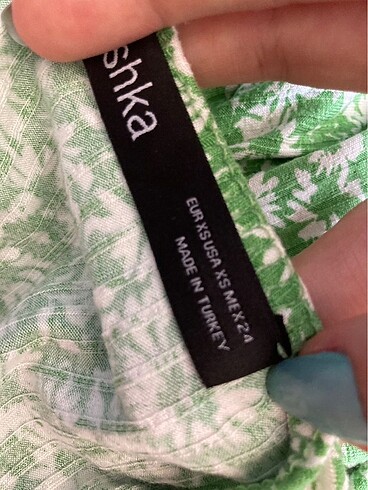 shka
EUR XS USA XS MEX 24
MADE IN TURKEY